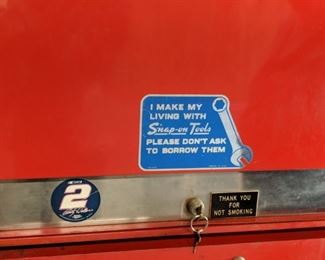 I MAKE MY
LIVING WITH
Snap-on Tools
PLEASE DON'T ASK
TO BORROW THEM
2
THANK YOU
FOR
NOT SMOKING